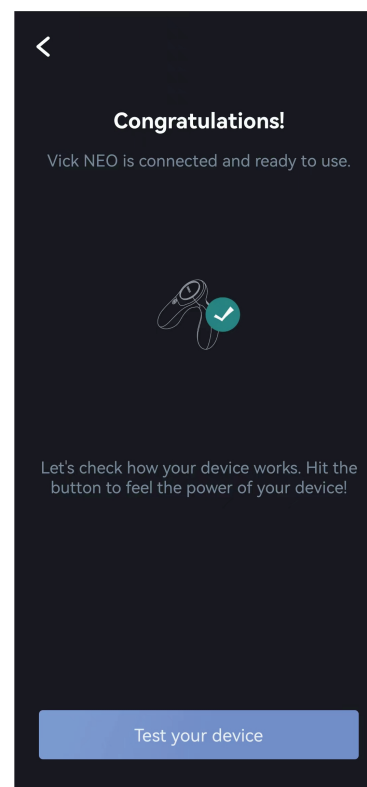 Congratulations!
Vick NEO is connected and ready to use.
Let's check how your device works. Hit the
button to feel the power of your device!
Test your device